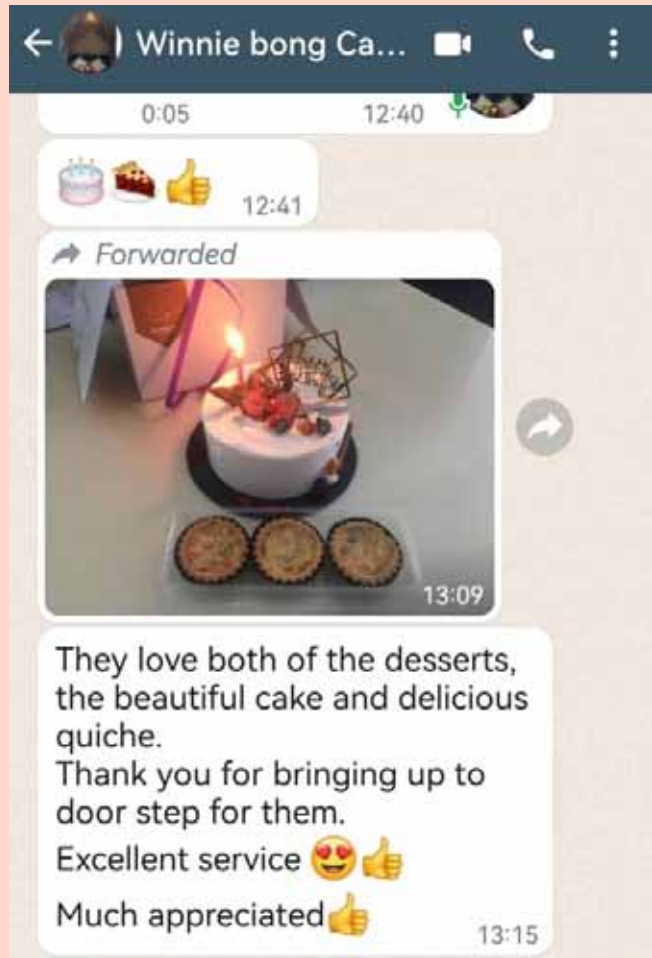 Winnie bong Ca...
0:05 12:40
🎂🍰👍 12:41
Forwarded
13:09
They love both of the desserts,
the beautiful cake and delicious
quiche.
Thank you for bringing up to
door step for them.
Excellent service 😍👍
Much appreciated👍
13:15